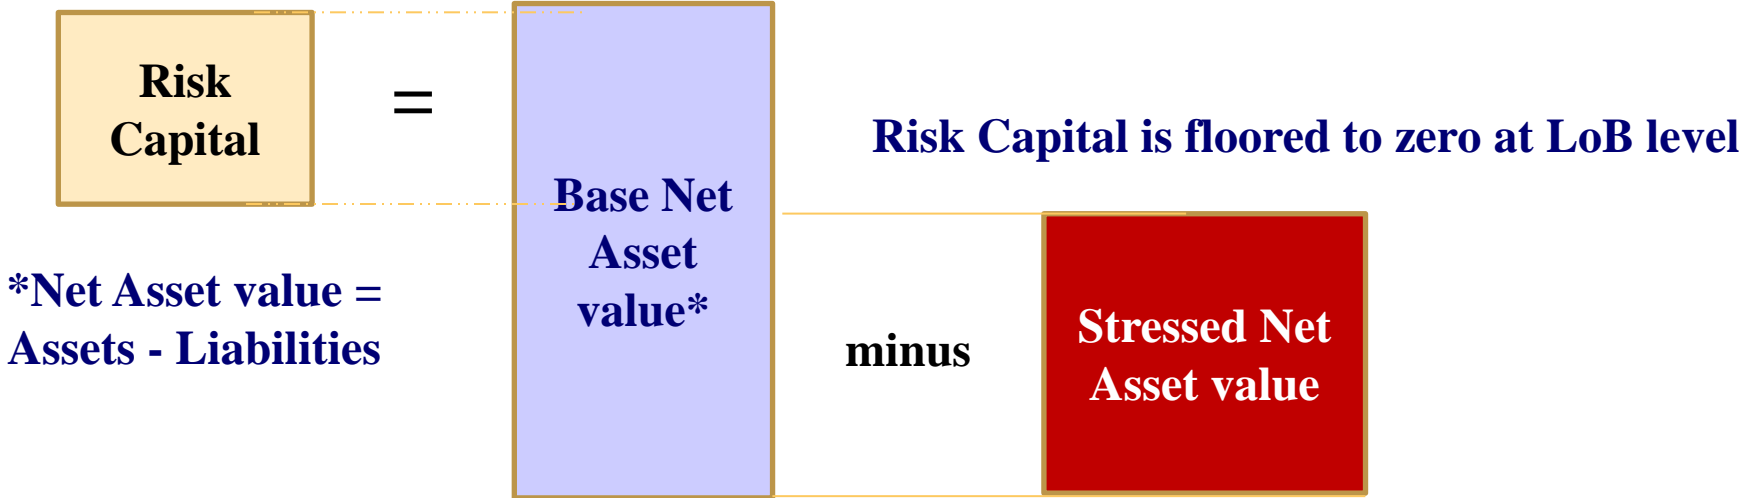 Risk
Capital
=
Base Net
Asset
value*
Risk Capital is floored to zero at LoB level
*Net Asset value =
Assets - Liabilities
minus
Stressed Net
Asset value